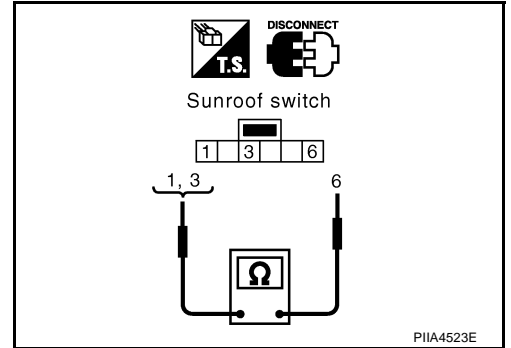 DISCONNECT
T.S.
Sunroof switch
1 3 6
1, 3 6
Ω
PIIA4523E